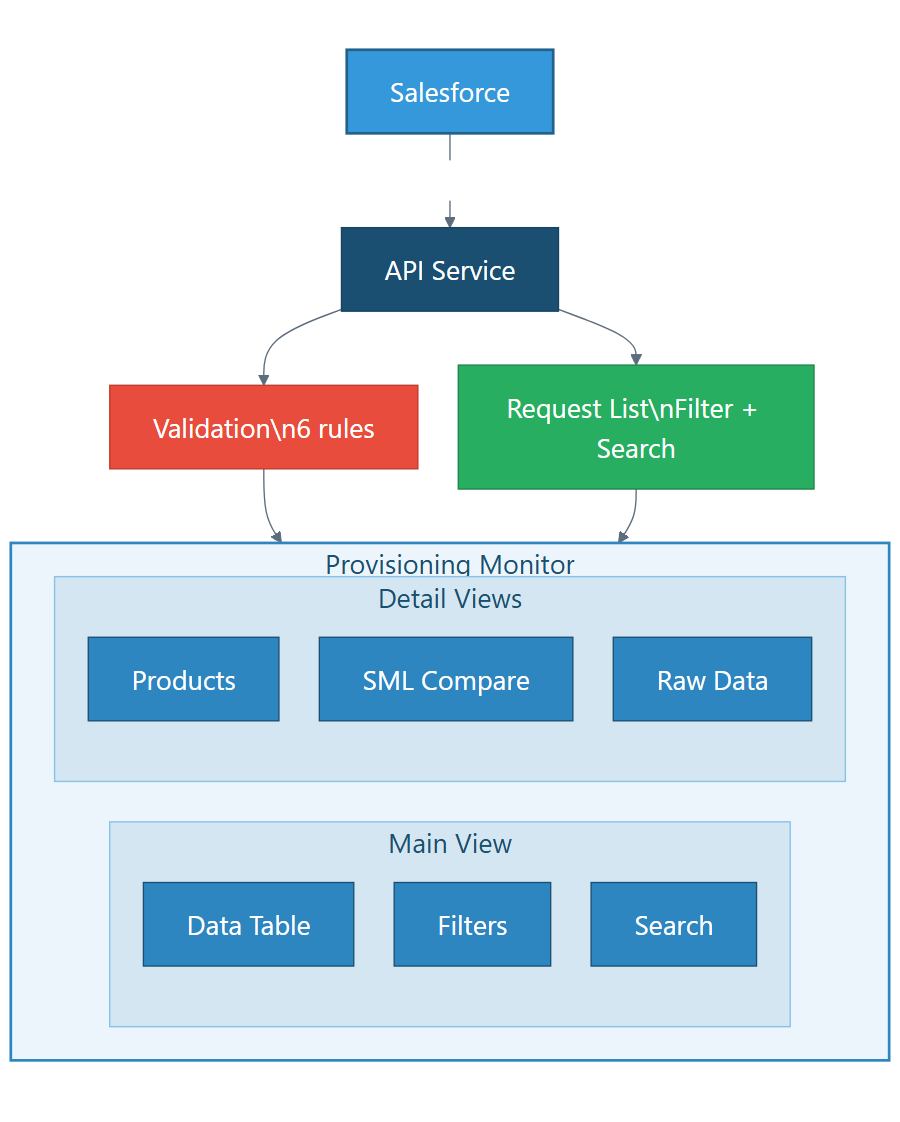 Salesforce
API Service
Validation\n6 rules
Request List\nFilter +
Search
Provisioning Monitor
Detail Views
Products
SML Compare
Raw Data
Main View
Data Table
Filters
Search